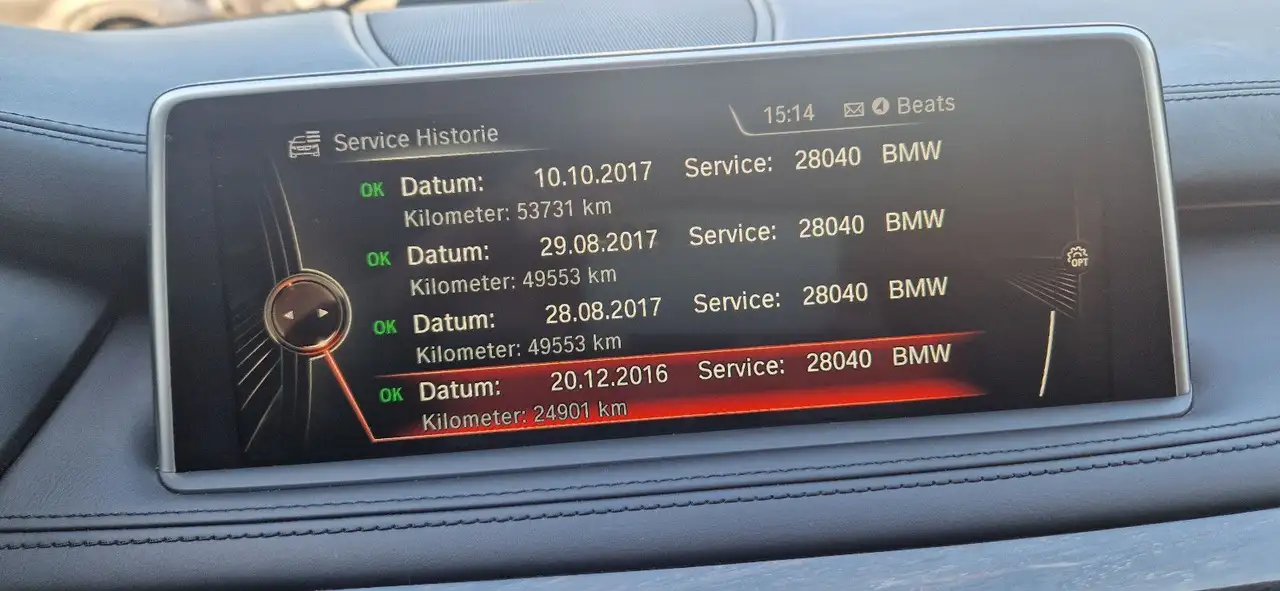 Service Historie
15:14 Beats
OK Datum: 10.10.2017 Service: 28040 BMW
Kilometer: 53731 km
OK Datum: 29.08.2017 Service: 28040 BMW
Kilometer: 49553 km
OK Datum: 28.08.2017 Service: 28040 BMW
Kilometer: 49553 km
OK Datum: 20.12.2016 Service: 28040 BMW
Kilometer: 24901 km
OPT